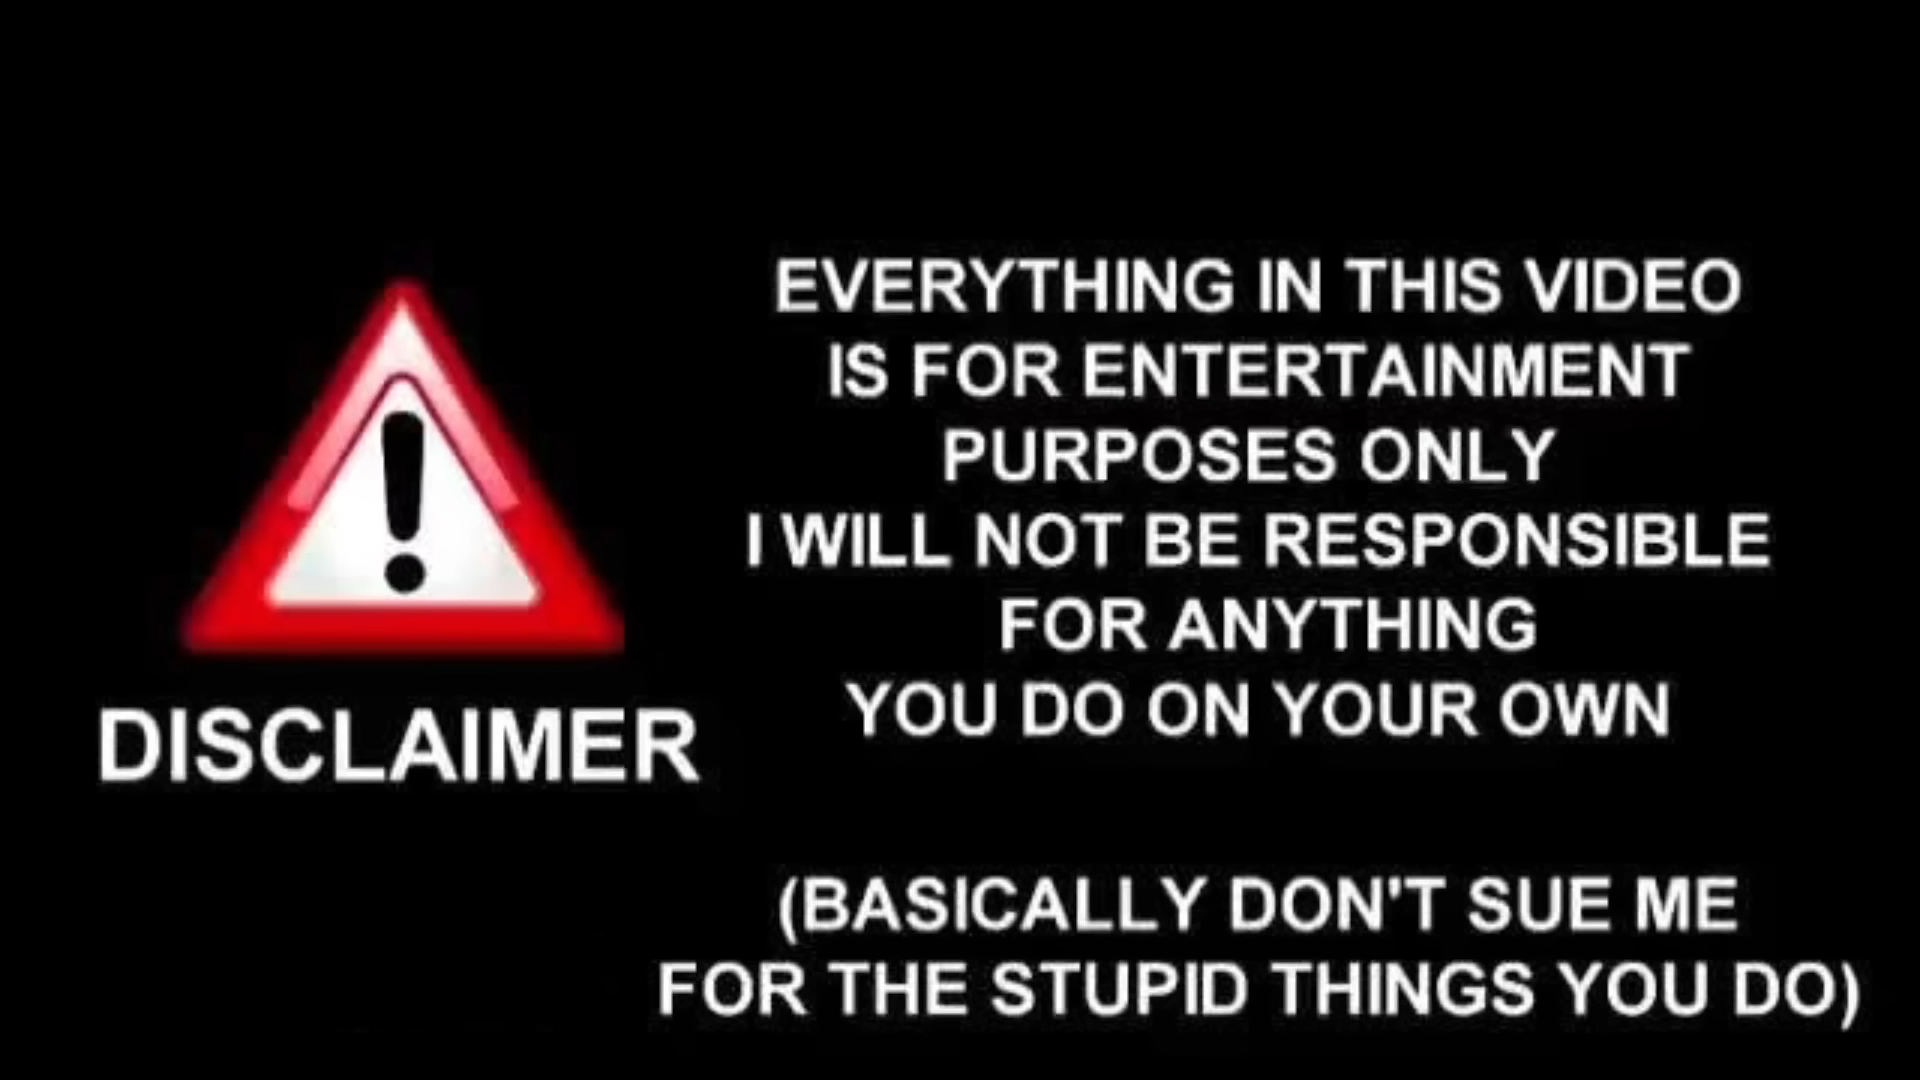 DISCLAIMER
EVERYTHING IN THIS VIDEO
IS FOR ENTERTAINMENT
PURPOSES ONLY
I WILL NOT BE RESPONSIBLE
FOR ANYTHING
YOU DO ON YOUR OWN
(BASICALLY DON'T SUE ME
FOR THE STUPID THINGS YOU DO)